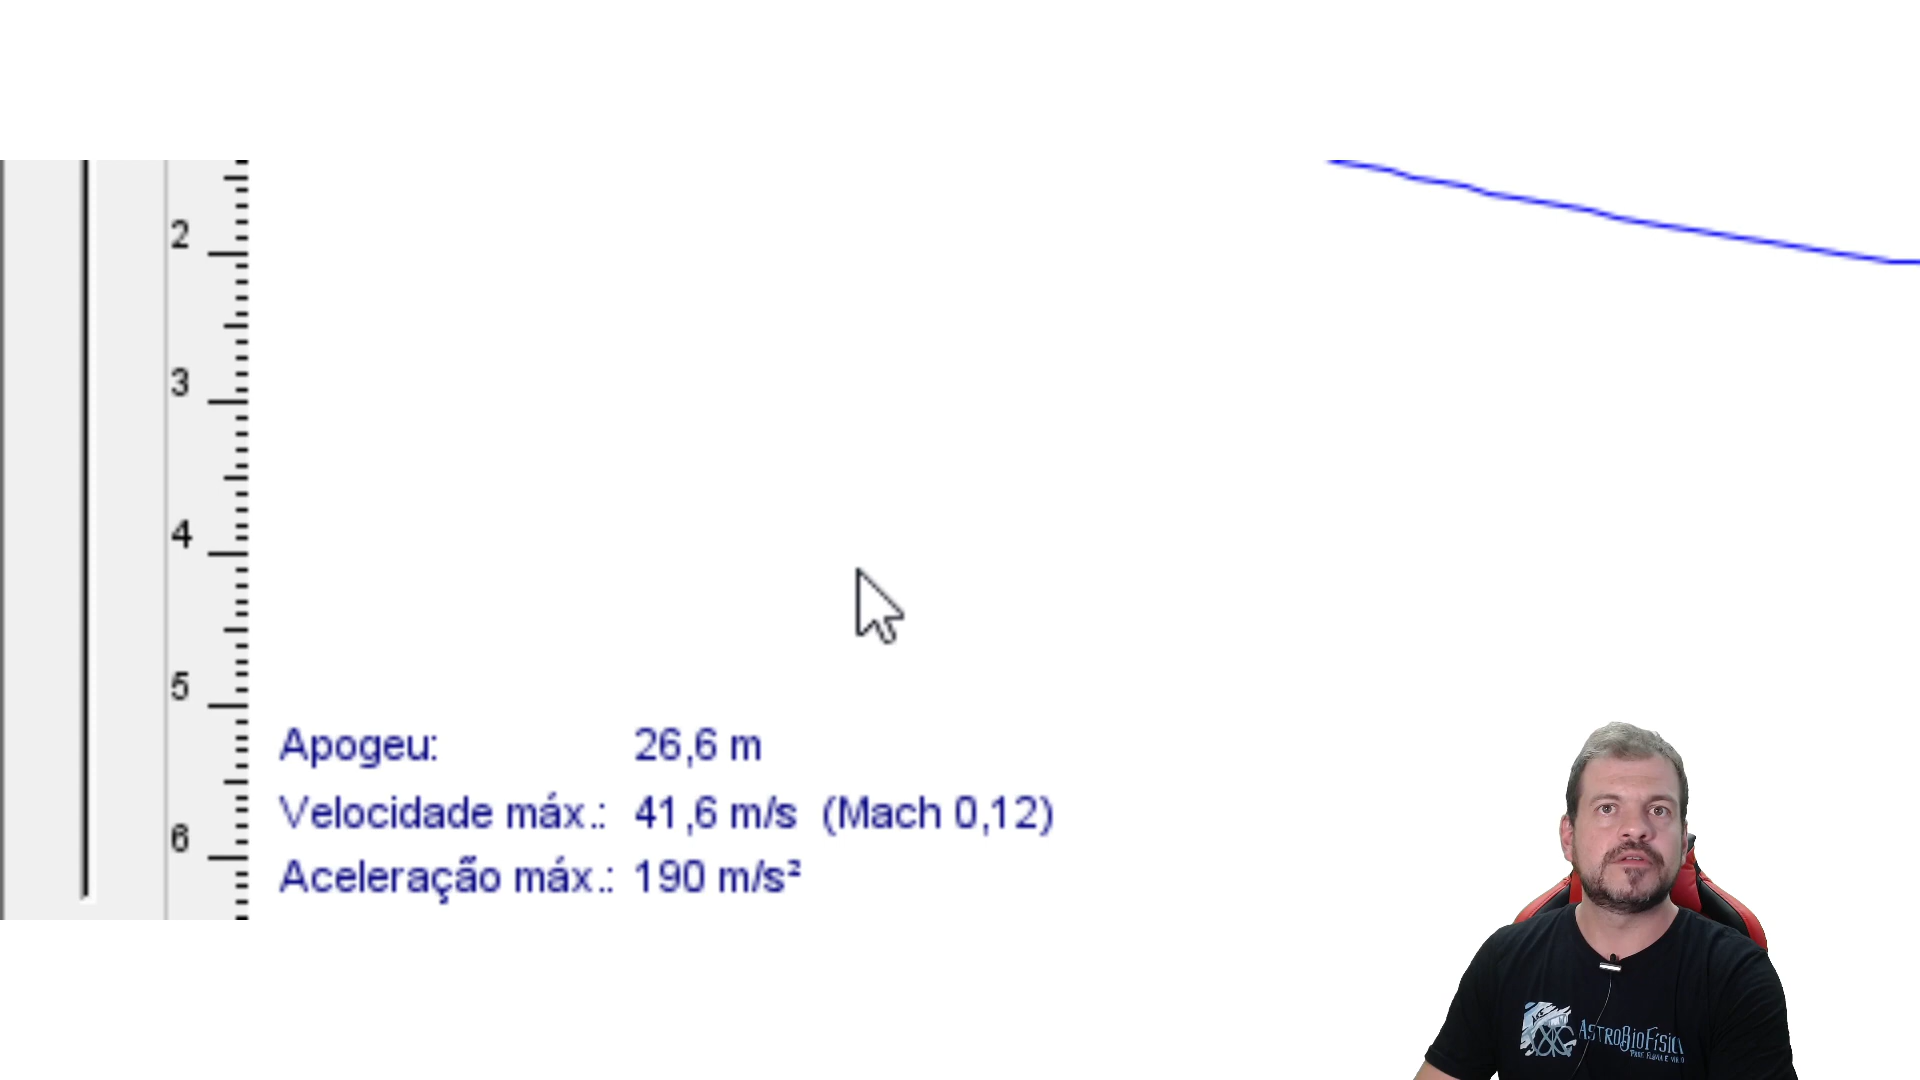 2
3
4
5
6
Apogeu: 26,6 m
Velocidade máx.: 41,6 m/s (Mach 0,12)
Aceleração máx.: 190 m/s²
AstroBioFísica